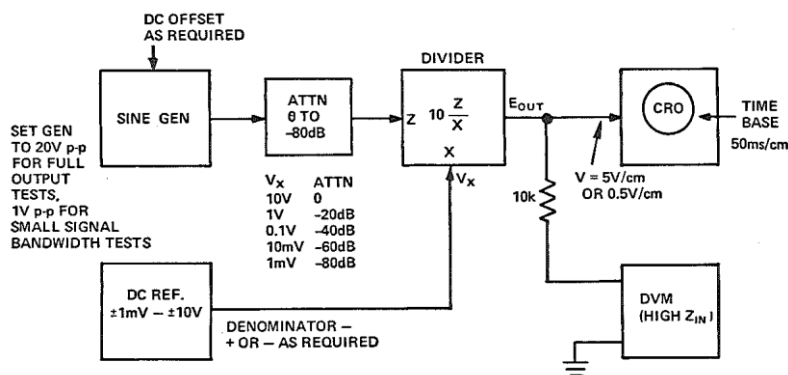 DC OFFSET
AS REQUIRED
SINE GEN
ATTN
0 TO
-80dB
DIVIDER
Z
10 Z/X
X
V_X
E_OUT
CRO
TIME
BASE
50ms/cm
V = 5V/cm
OR 0.5V/cm
10k
SET GEN
TO 20V p-p
FOR FULL
OUTPUT
TESTS,
1V p-p FOR
SMALL SIGNAL
BANDWIDTH TESTS
V_X ATTN
10V 0
1V -20dB
0.1V -40dB
10mV -60dB
1mV -80dB
DC REF.
±1mV – ±10V
DENOMINATOR –
+ OR – AS REQUIRED
DVM
(HIGH Z_IN)